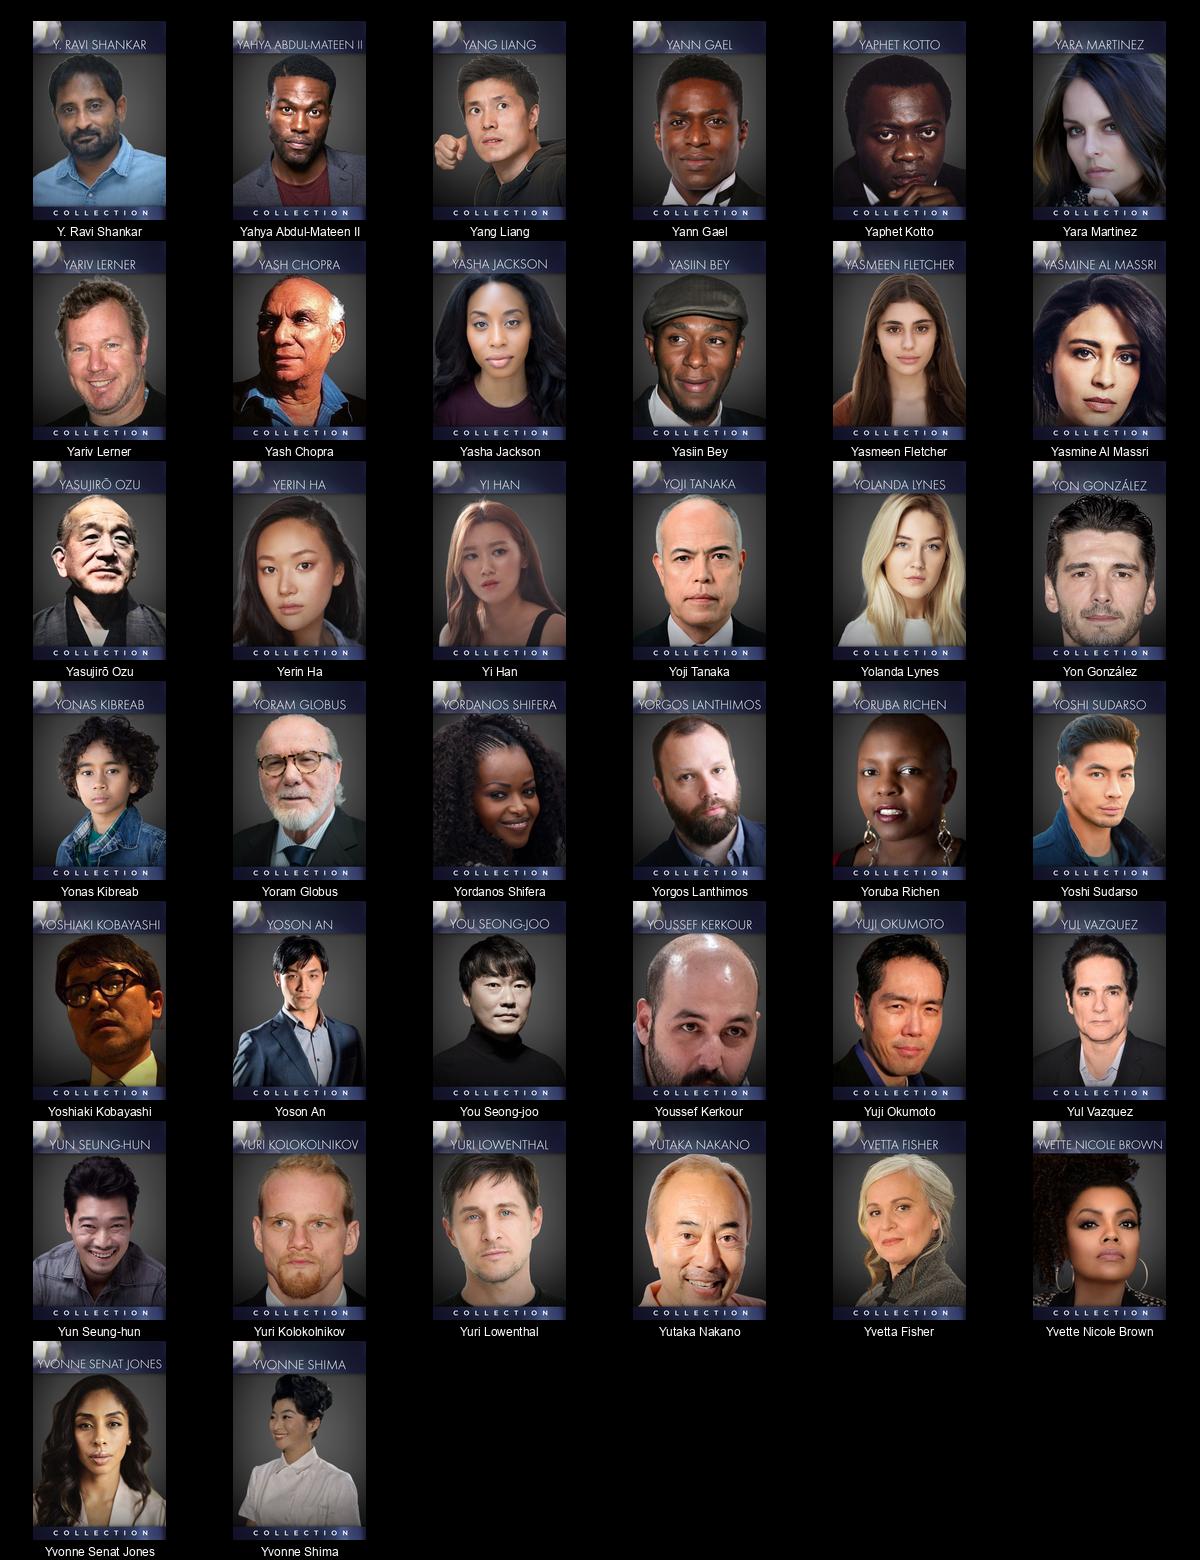 Y. RAVI SHANKAR
YAHYA ABDUL-MATEEN II
YANG LIANG
YANN GAEL
YAPHET KOTTO
YARA MARTINEZ
COLLECTION
COLLECTION
COLLECTION
COLLECTION
COLLECTION
COLLECTION
Y. Ravi Shankar
Yahya Abdul-Mateen II
Yang Liang
Yann Gael
Yaphet Kotto
Yara Martinez
YARIV LERNER
YASH CHOPRA
YASHA JACKSON
YASIIN BEY
YASMEEN FLETCHER
YASMINE AL MASSRI
COLLECTION
COLLECTION
COLLECTION
COLLECTION
COLLECTION
COLLECTION
Yariv Lerner
Yash Chopra
Yasha Jackson
Yasiin Bey
Yasmeen Fletcher
Yasmine Al Massri
YASUJIRŌ OZU
YERIN HA
YI HAN
YOJI TANAKA
YOLANDA LYNES
YON GONZÁLEZ
COLLECTION
COLLECTION
COLLECTION
COLLECTION
COLLECTION
COLLECTION
Yasujirō Ozu
Yerin Ha
Yi Han
Yoji Tanaka
Yolanda Lynes
Yon González
YONAS KIBREAB
YORAM GLOBUS
YORDANOS SHIFERA
YORGOS LANTHIMOS
YORUBA RICHEN
YOSHI SUDARSO
COLLECTION
COLLECTION
COLLECTION
COLLECTION
COLLECTION
COLLECTION
Yonas Kibreab
Yoram Globus
Yordanos Shifera
Yorgos Lanthimos
Yoruba Richen
Yoshi Sudarso
YOSHIAKI KOBAYASHI
YOSON AN
YOU SEONG-JOO
YOUSSEF KERKOUR
YUJI OKUMOTO
YUL VAZQUEZ
COLLECTION
COLLECTION
COLLECTION
COLLECTION
COLLECTION
COLLECTION
Yoshiaki Kobayashi
Yoson An
You Seong-joo
Youssef Kerkour
Yuji Okumoto
Yul Vazquez
YUN SEUNG-HUN
YURI KOLOKOLNIKOV
YURI LOWENTHAL
YUTAKA NAKANO
YVETTA FISHER
YVETTE NICOLE BROWN
COLLECTION
COLLECTION
COLLECTION
COLLECTION
COLLECTION
COLLECTION
Yun Seung-hun
Yuri Kolokolnikov
Yuri Lowenthal
Yutaka Nakano
Yvetta Fisher
Yvette Nicole Brown
YVONNE SENAT JONES
YVONNE SHIMA
COLLECTION
COLLECTION
Yvonne Senat Jones
Yvonne Shima